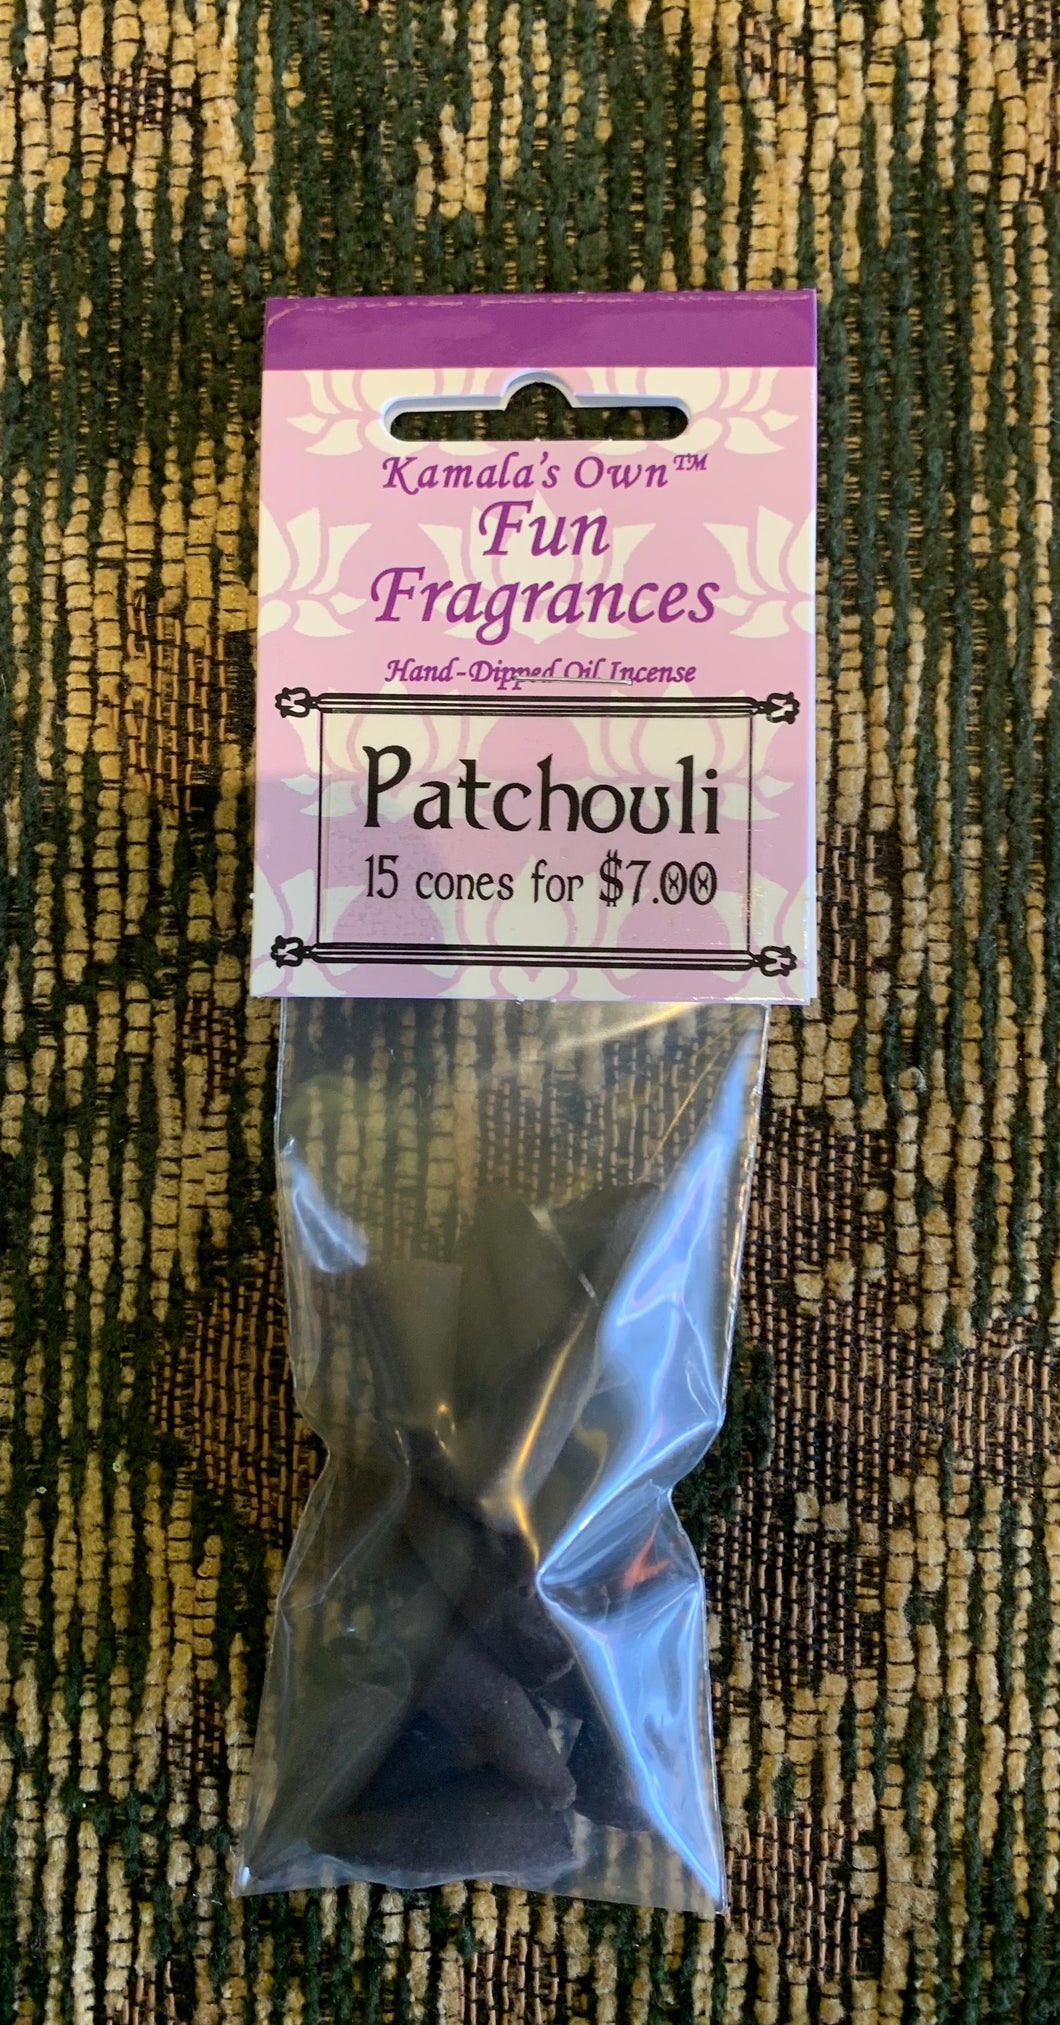 Kamala's Own™
Fun
Fragrances
Hand-Dipped Oil Incense
Patchouli
15 cones for $7.00